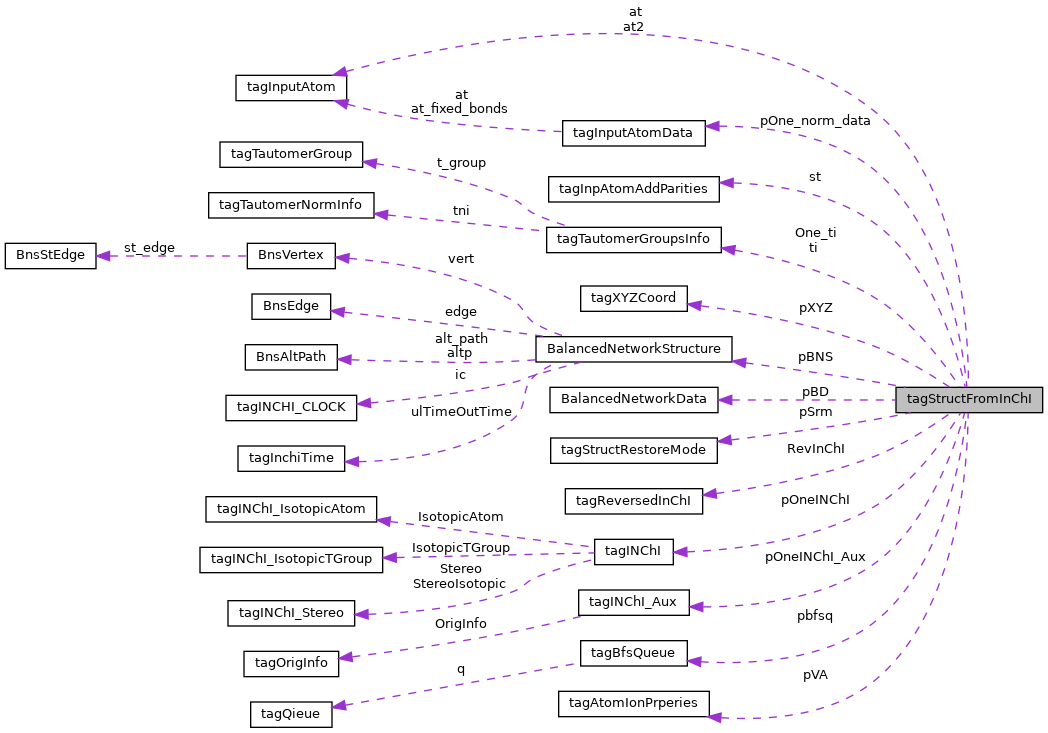 at
at2
tagInputAtom
at
at_fixed_bonds
pOne_norm_data
tagInputAtomData
tagTautomerGroup
t_group
st
tagInpAtomAddParities
tagTautomerNormInfo
tni
One_ti
ti
tagTautomerGroupsInfo
BnsStEdge
st_edge
BnsVertex
vert
tagXYZCoord
pXYZ
BnsEdge
edge
alt_path
altp
BalancedNetworkStructure
pBNS
BnsAltPath
ic
pBD
BalancedNetworkData
tagStructFromInChI
tagINCHI_CLOCK
ulTimeOutTime
pSrm
tagStructRestoreMode
RevInChI
tagInchiTime
tagReversedInChI
pOneINChI
tagINChI_IsotopicAtom
IsotopicAtom
tagINChI
IsotopicTGroup
tagINChI_IsotopicTGroup
pOneINChI_Aux
Stereo
StereoIsotopic
tagINChI_Stereo
tagINChI_Aux
pbfsq
OrigInfo
tagOrigInfo
tagBfsQueue
q
pVA
tagAtomIonPrperies
tagQieue